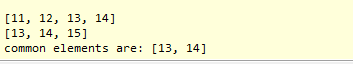 [11, 12, 13, 14]
[13, 14, 15]
common elements are: [13, 14]